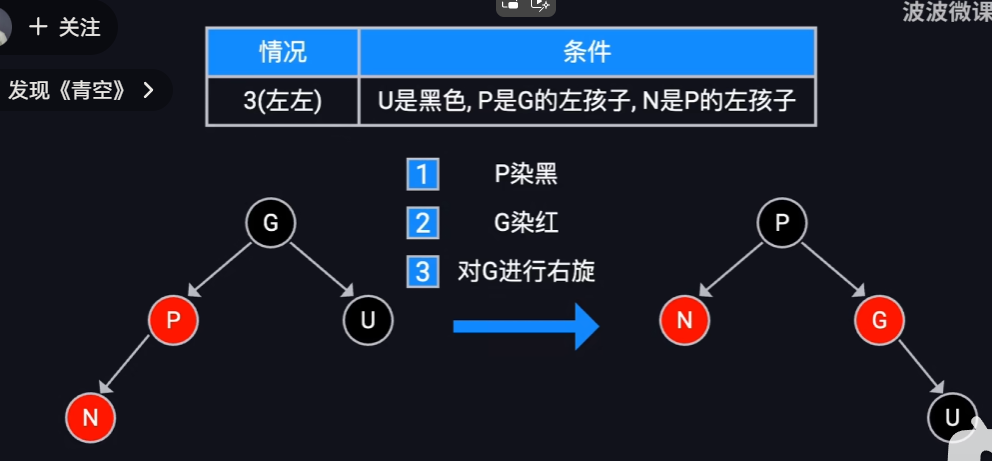 波波微课
+ 关注
发现《青空》 >
情况 条件
3(左左) U是黑色, P是G的左孩子, N是P的左孩子
1 P染黑
2 G染红
3 对G进行右旋
G P
P U N G
N U